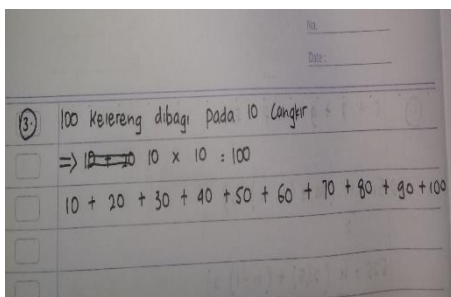 No.
Date:
3. 100 kelereng dibagi pada 10 Cangkir
=> 10 x 10 = 100
10 + 20 + 30 + 40 + 50 + 60 + 70 + 80 + 90 + 100